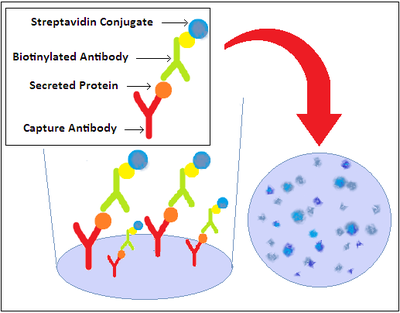 Streptavidin Conjugate
Biotinylated Antibody
Secreted Protein
Capture Antibody